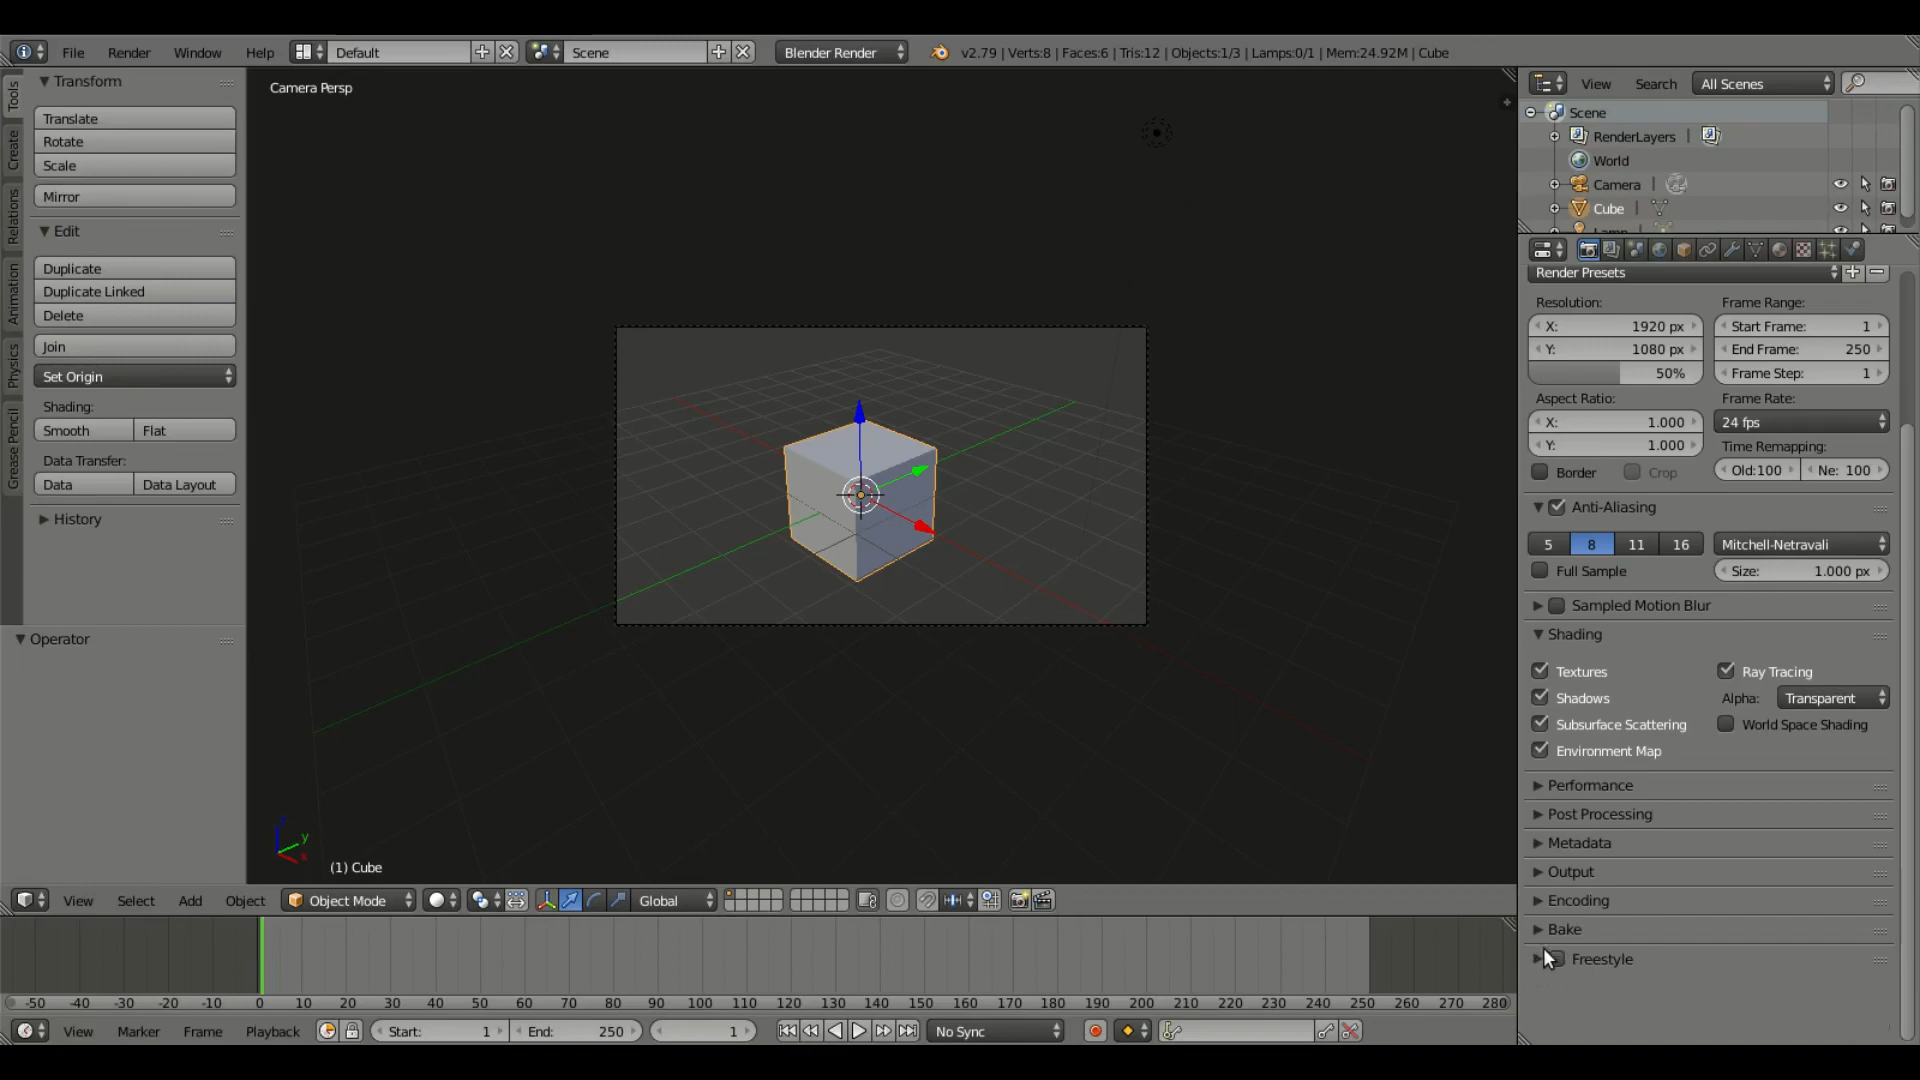 File Render Window Help Default Scene Blender Render v2.79 | Verts:8 | Faces:6 | Tris:12 | Objects:1/3 | Lamps:0/1 | Mem:24.92M | Cube
Tools
Create
Relations
Animation
Physics
Grease Pencil
Transform
Translate
Rotate
Scale
Mirror
Edit
Duplicate
Duplicate Linked
Delete
Join
Set Origin
Shading:
Smooth Flat
Data Transfer:
Data Data Layout
History
Operator
Camera Persp
z
y
x
(1) Cube
View Select Add Object Object Mode Global
-50 -40 -30 -20 -10 0 10 20 30 40 50 60 70 80 90 100 110 120 130 140 150 160 170 180 190 200 210 220 230 240 250 260 270 280
View Marker Frame Playback Start: 1 End: 250 1 No Sync
View Search All Scenes
Scene
RenderLayers
World
Camera
Cube
Lamp
Render Presets
Resolution: Frame Range:
X: 1920 px Start Frame: 1
Y: 1080 px End Frame: 250
50% Frame Step: 1
Aspect Ratio: Frame Rate:
X: 1.000 24 fps
Y: 1.000 Time Remapping:
Border Crop Old:100 Ne: 100
Anti-Aliasing
5 8 11 16 Mitchell-Netravali
Full Sample Size: 1.000 px
Sampled Motion Blur
Shading
Textures Ray Tracing
Shadows Alpha: Transparent
Subsurface Scattering World Space Shading
Environment Map
Performance
Post Processing
Metadata
Output
Encoding
Bake
Freestyle